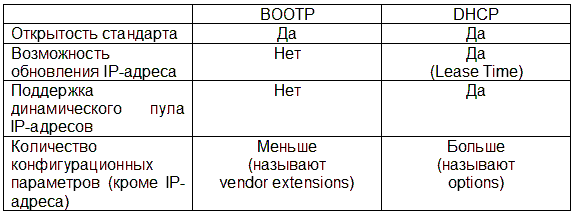 BOOTP DHCP
Открытость стандарта Да Да
Возможность обновления IP-адреса Нет Да (Lease Time)
Поддержка динамического пула IP-адресов Нет Да
Количество конфигурационных параметров (кроме IP-адреса) Меньше (называют vendor extensions) Больше (называют options)